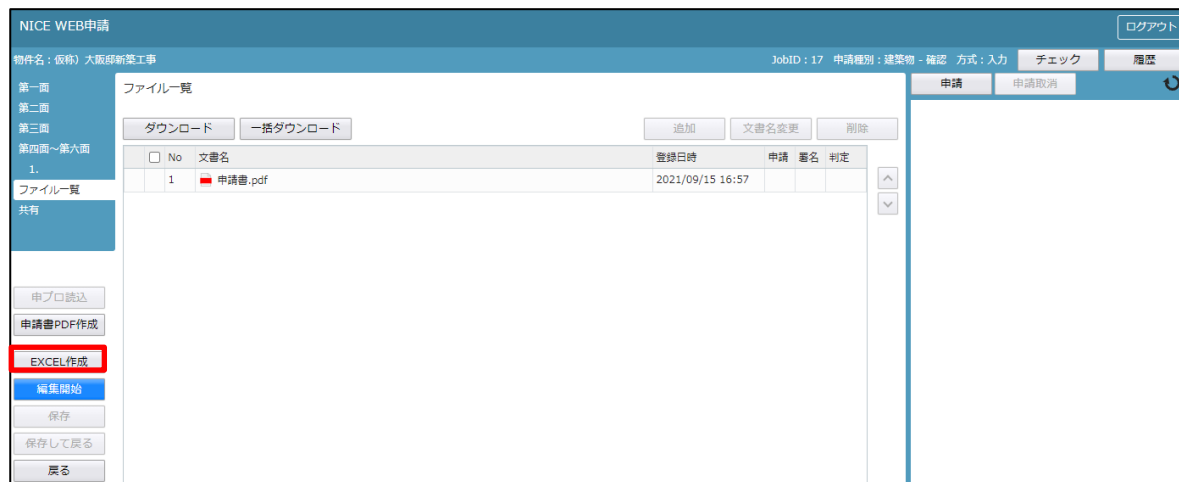 NICE WEB申請
ログアウト
物件名：仮称）大阪邸新築工事
JobID：17 申請種別：建築物 - 確認 方式：入力
チェック
履歴
第一面
第二面
第三面
第四面～第六面
1.
ファイル一覧
共有
ファイル一覧
申請
申請取消
ダウンロード
一括ダウンロード
追加
文書名変更
削除
No 文書名 登録日時 申請 署名 判定
1 申請書.pdf 2021/09/15 16:57
申プロ読込
申請書PDF作成
EXCEL作成
編集開始
保存
保存して戻る
戻る